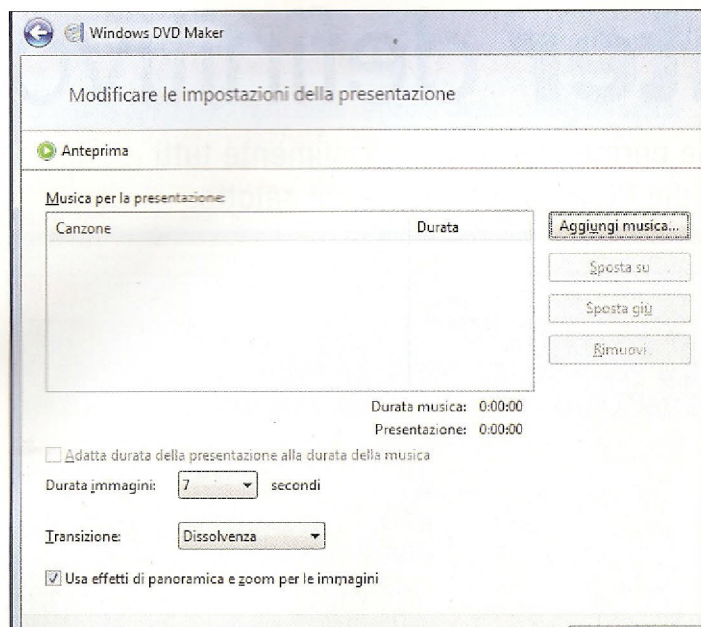 Windows DVD Maker
Modificare le impostazioni della presentazione
Anteprima
Musica per la presentazione:
Canzone Durata
Aggiungi musica...
Sposta su
Sposta giù
Rimuovi
Durata musica: 0:00:00
Presentazione: 0:00:00
Adatta durata della presentazione alla durata della musica
Durata immagini: 7 secondi
Transizione: Dissolvenza
Usa effetti di panoramica e zoom per le immagini